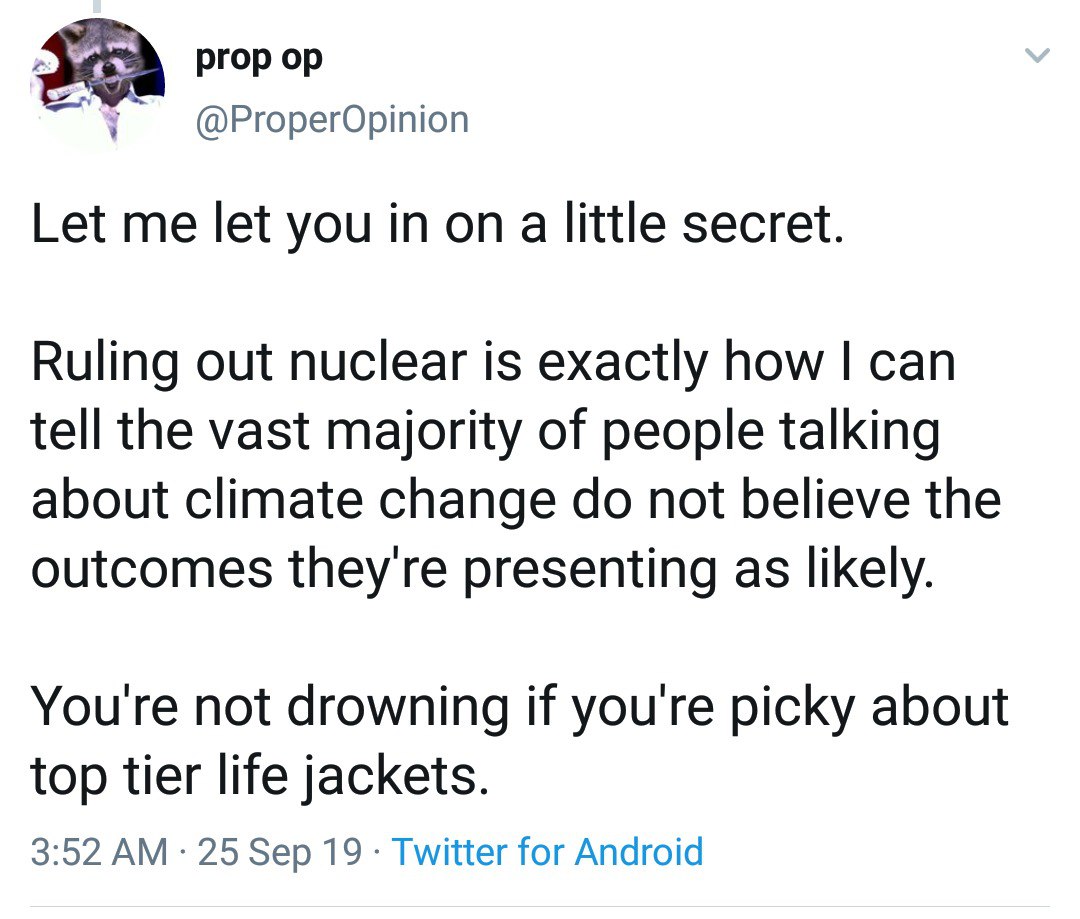 prop op
@ProperOpinion
Let me let you in on a little secret.
Ruling out nuclear is exactly how I can
tell the vast majority of people talking
about climate change do not believe the
outcomes they're presenting as likely.
You're not drowning if you're picky about
top tier life jackets.
3:52 AM · 25 Sep 19 · Twitter for Android